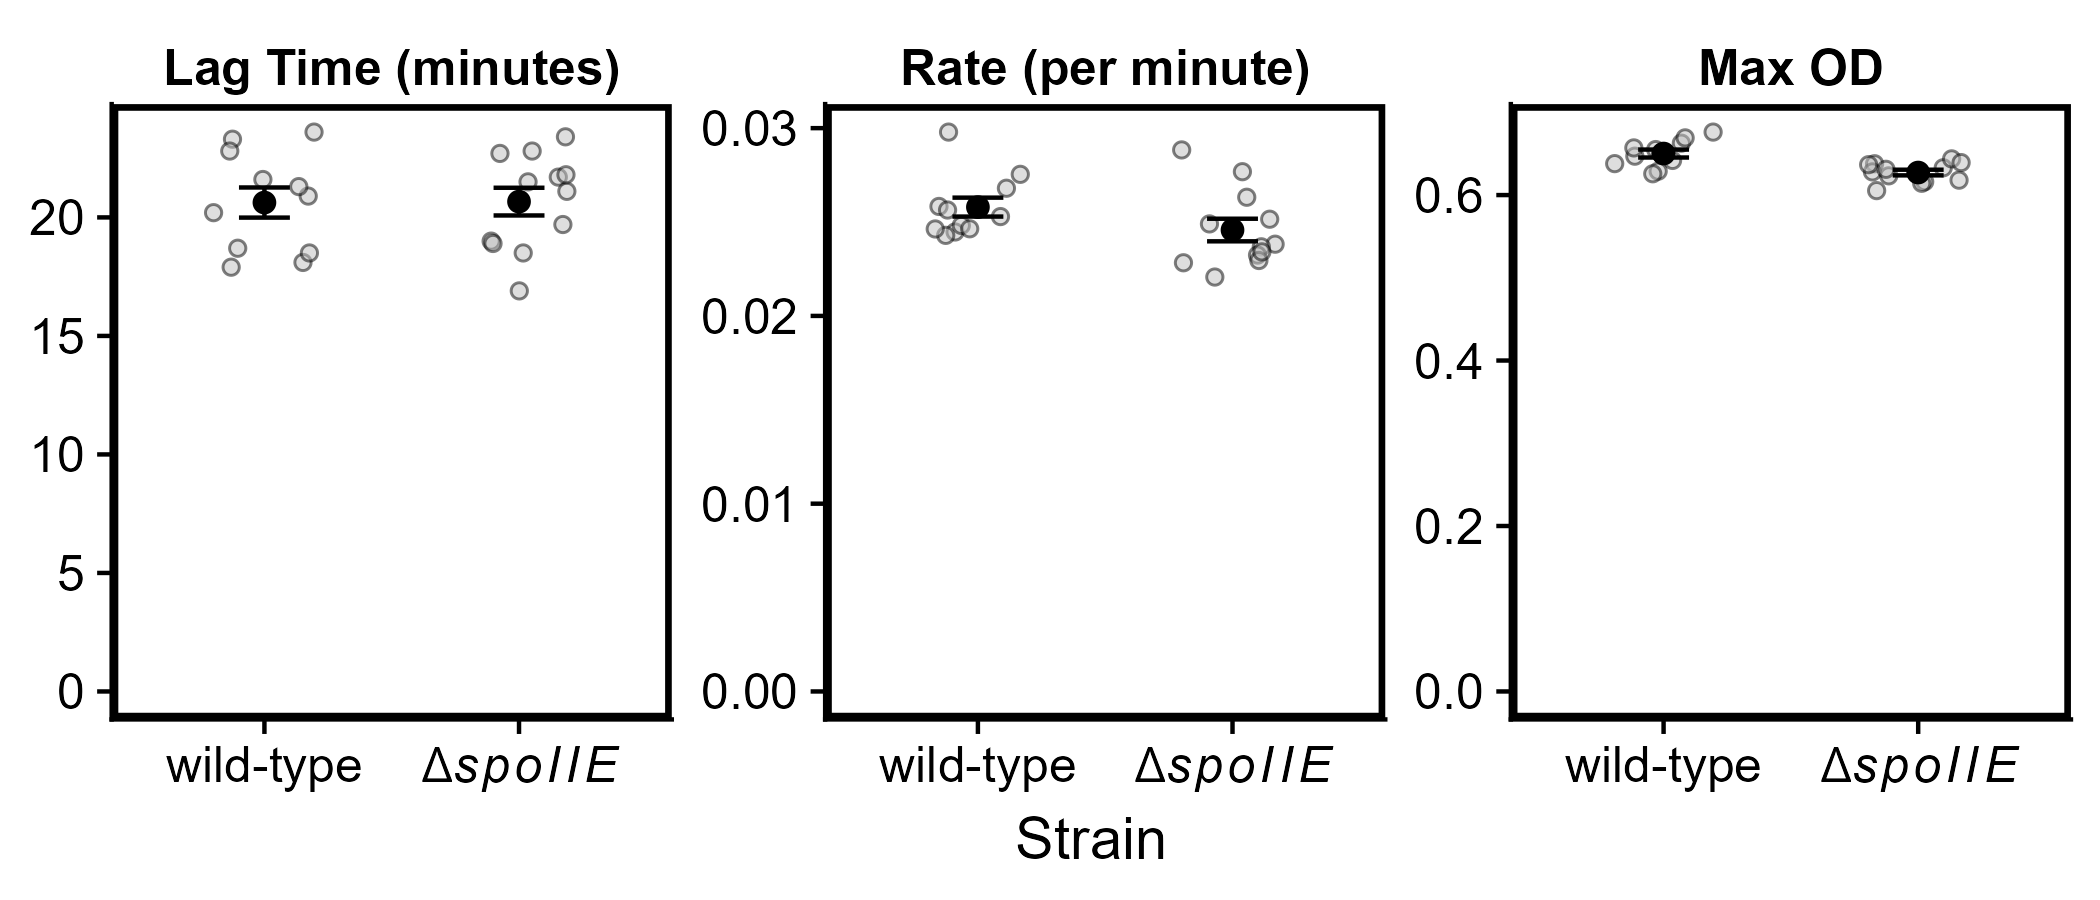 Lag Time (minutes)
Rate (per minute)
Max OD
20
15
10
5
0
0.03
0.02
0.01
0.00
0.6
0.4
0.2
0.0
wild-type
ΔspoIIE
wild-type
ΔspoIIE
wild-type
ΔspoIIE
Strain